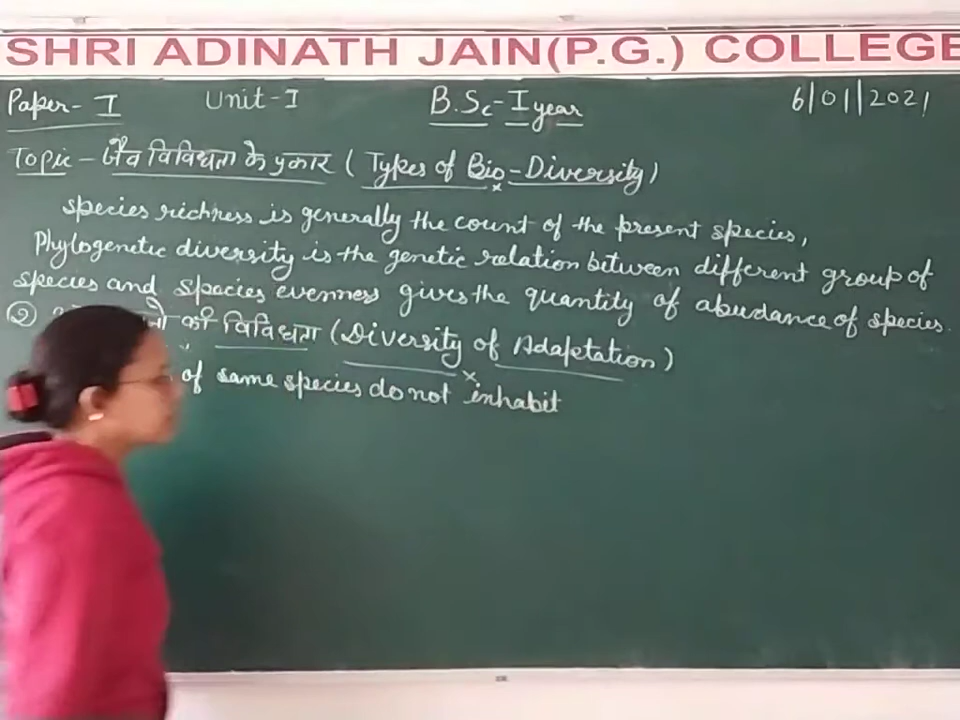 SHRI ADINATH JAIN(P.G.) COLLEGE
Paper- I Unit-I B.Sc-I year 6/01/2021
Topic - जैव विविधता के प्रकार ( Types of Bio-Diversity)
species richness is generally the count of the present species,
Phylogenetic diversity is the genetic relation between different group of
species and species evenness gives the quantity of abundance of species.
② की विविधता (Diversity of Adaptation)
of same species do not inhabit